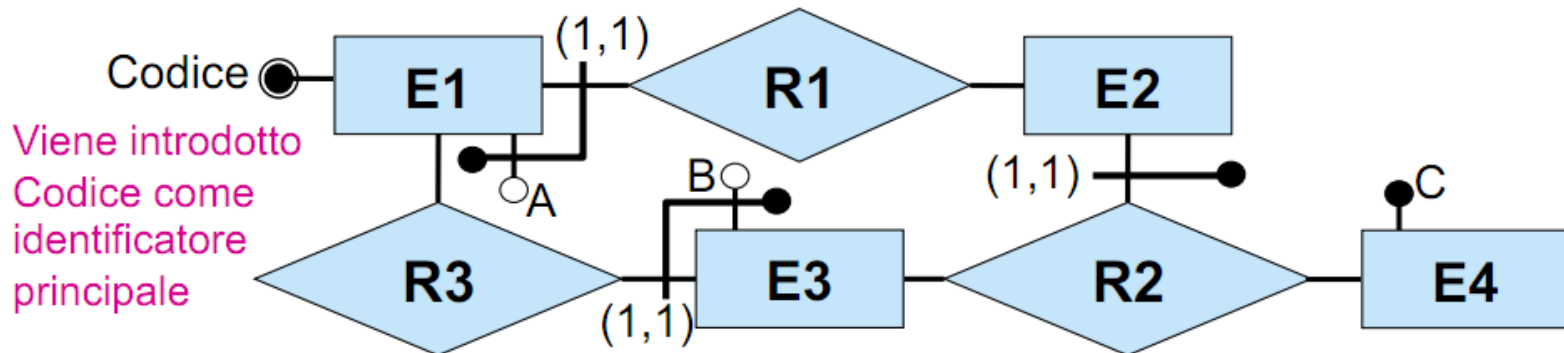 (1,1)
Codice
E1
R1
E2
Viene introdotto
Codice come
identificatore
principale
A
B
(1,1)
C
R3
E3
R2
E4
(1,1)